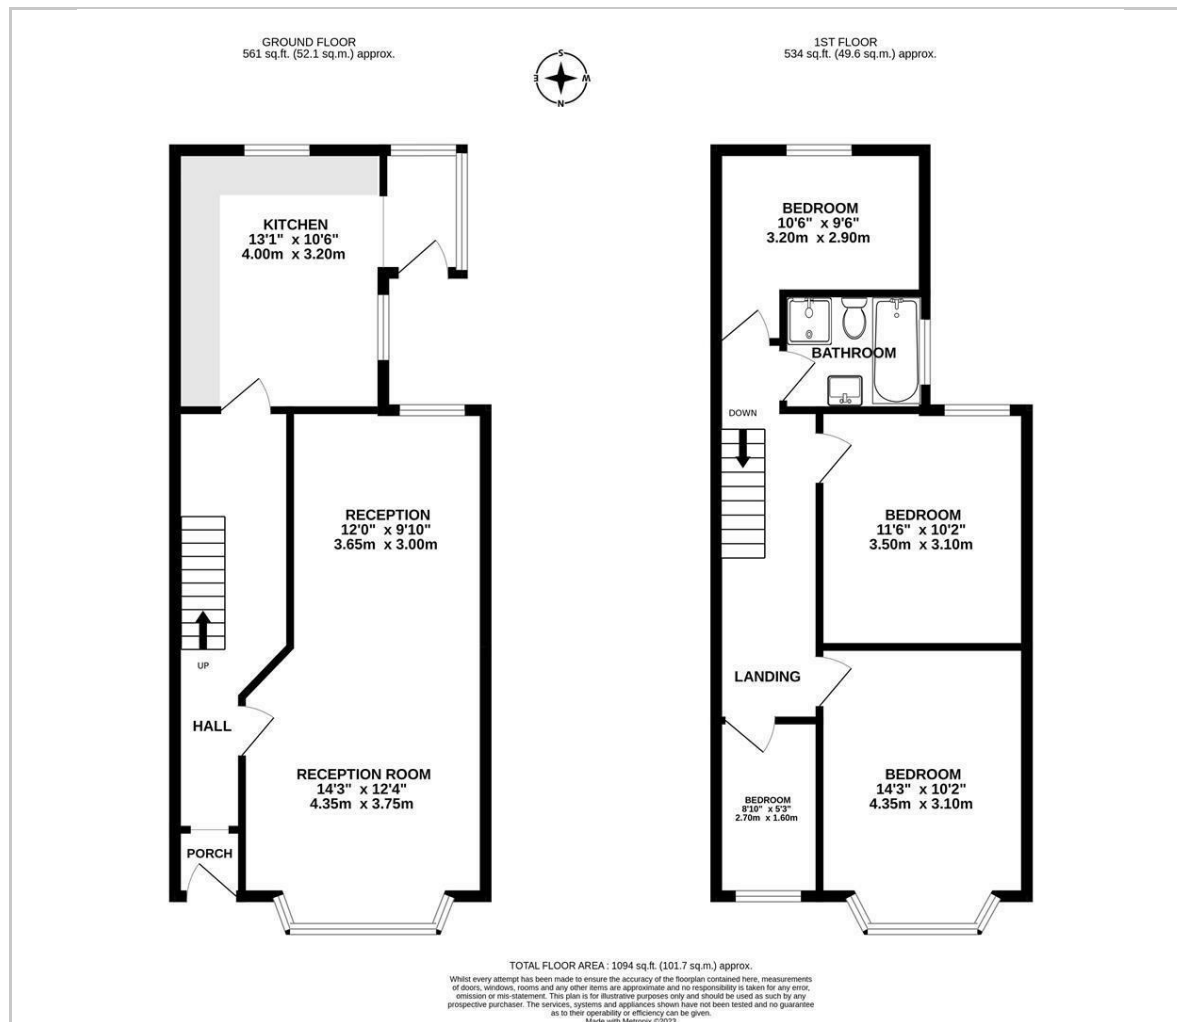 GROUND FLOOR
561 sq.ft. (52.1 sq.m.) approx.
1ST FLOOR
534 sq.ft. (49.6 sq.m.) approx.
S
E
W
N
KITCHEN
13'1" x 10'6"
4.00m x 3.20m
RECEPTION
12'0" x 9'10"
3.65m x 3.00m
UP
HALL
RECEPTION ROOM
14'3" x 12'4"
4.35m x 3.75m
PORCH
BEDROOM
10'6" x 9'6"
3.20m x 2.90m
BATHROOM
DOWN
BEDROOM
11'6" x 10'2"
3.50m x 3.10m
LANDING
BEDROOM
14'3" x 10'2"
4.35m x 3.10m
BEDROOM
8'10" x 5'3"
2.70m x 1.60m
TOTAL FLOOR AREA : 1094 sq.ft. (101.7 sq.m.) approx.
Whilst every attempt has been made to ensure the accuracy of the floorplan contained here, measurements
of doors, windows, rooms and any other items are approximate and no responsibility is taken for any error,
omission or mis-statement. This plan is for illustrative purposes only and should be used as such by any
prospective purchaser. The services, systems and appliances shown have not been tested and no guarantee
as to their operability or efficiency can be given.
Made with Metropix ©2023